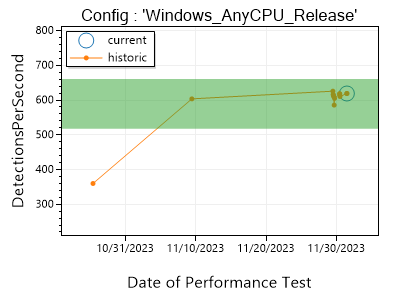 Config : 'Windows_AnyCPU_Release'
current
historic
DetectionsPerSecond
800
700
600
500
400
300
10/31/2023 11/10/2023 11/20/2023 11/30/2023
Date of Performance Test